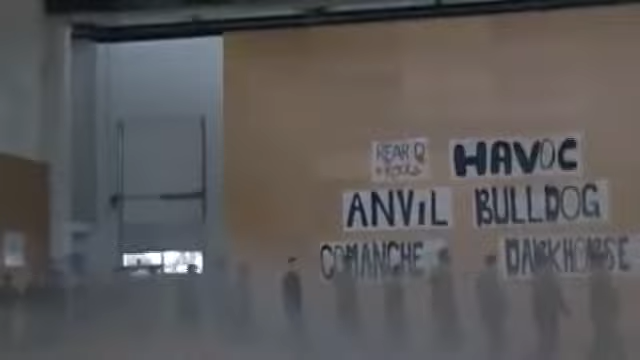 REAR D
HAVOC
ANVIL BULLDOG
COMANCHE DARKHORSE